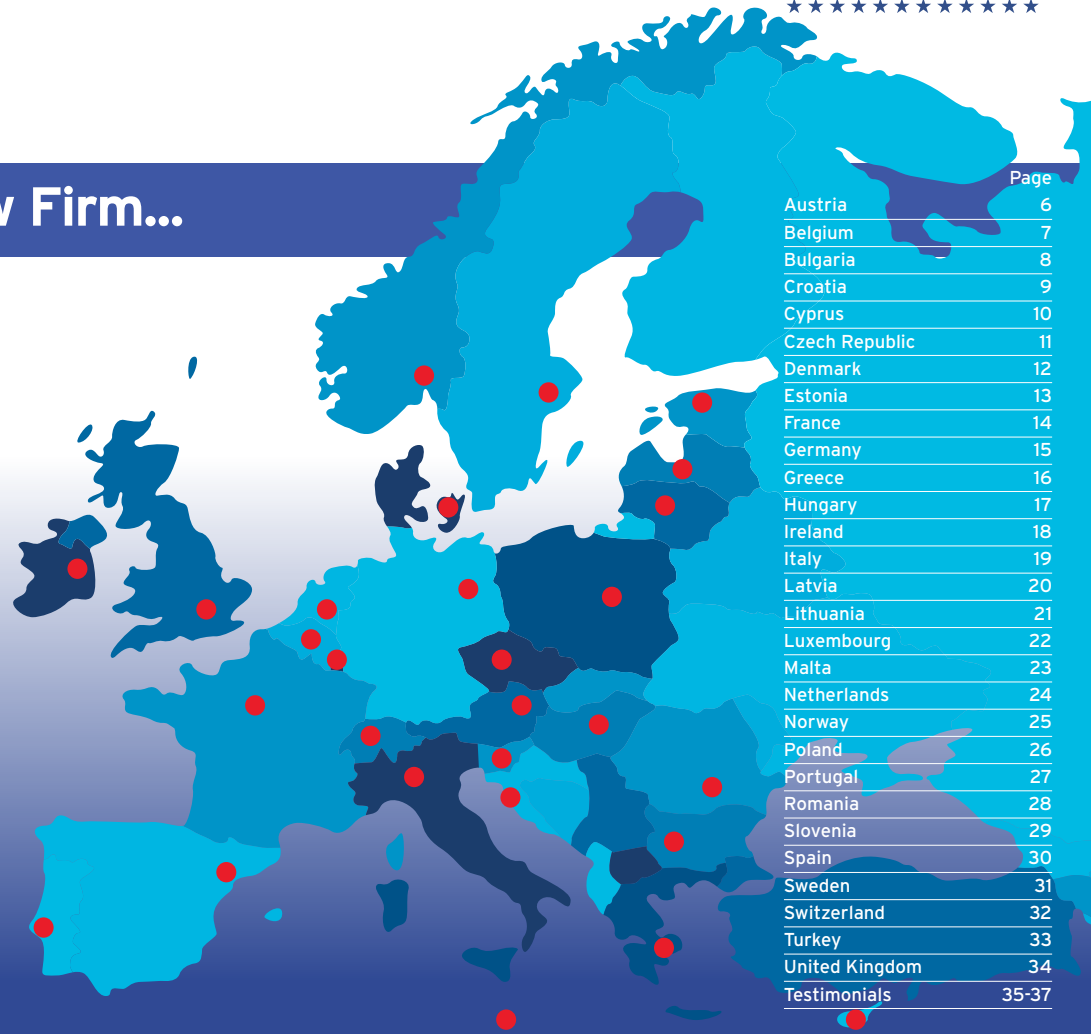 w Firm...
Page
Austria 6
Belgium 7
Bulgaria 8
Croatia 9
Cyprus 10
Czech Republic 11
Denmark 12
Estonia 13
France 14
Germany 15
Greece 16
Hungary 17
Ireland 18
Italy 19
Latvia 20
Lithuania 21
Luxembourg 22
Malta 23
Netherlands 24
Norway 25
Poland 26
Portugal 27
Romania 28
Slovenia 29
Spain 30
Sweden 31
Switzerland 32
Turkey 33
United Kingdom 34
Testimonials 35-37